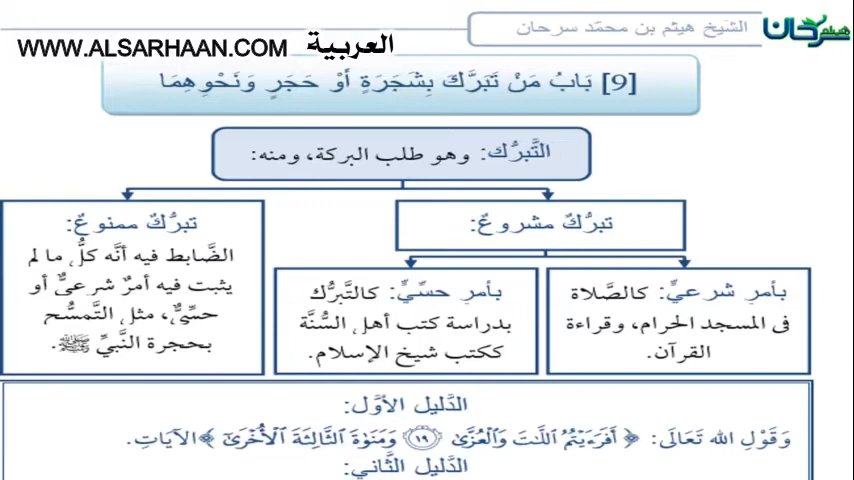 الشيخ هيثم بن محمّد سرحان
هيثم سرحان
WWW.ALSARHAAN.COM العربية
[9] بَابُ مَنْ تَبَرَّكَ بِشَجَرَةٍ أَوْ حَجَرٍ وَنَحْوِهِمَا
التَّبرُّك: وهو طلب البركة، ومنه:
تبرُّكٌ مشروعٌ:
بأمرٍ شرعيٍّ: كالصَّلاة
في المسجد الحرام، وقراءة
القرآن.
بأمرٍ حسِّيٍّ: كالتَّبرُّك
بدراسة كتب أهل السُّنَّة
ككتب شيخ الإسلام.
تبرُّكٌ ممنوعٌ:
الضَّابط فيه أنَّه كلُّ ما لم
يثبت فيه أمرٌ شرعيٌّ أو
حسِّيٌّ، مثل التَّمسُّح
بحجرة النَّبيِّ ﷺ.
الدَّليل الأوَّل:
وَقَوْلِ الله تَعَالَى: ﴿ أَفَرَءَيْتُمُ ٱللَّـٰتَ وَٱلْعُزَّىٰ ١٩ وَمَنَوٰةَ ٱلثَّالِثَةَ ٱلْأُخْرَىٰٓ ﴾ الآيَاتِ.
الدَّليل الثَّاني: